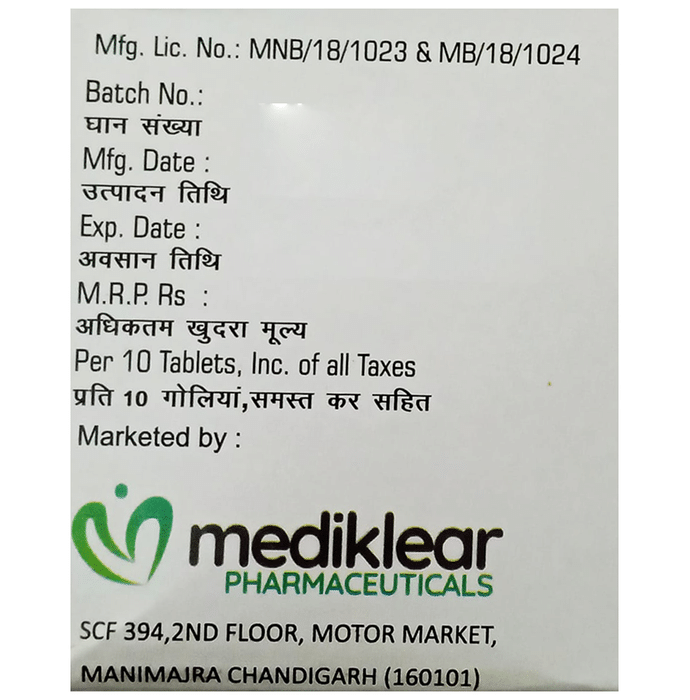 Mfg. Lic. No.: MNB/18/1023 & MB/18/1024
Batch No.:
घान संख्या
Mfg. Date :
उत्पादन तिथि
Exp. Date :
अवसान तिथि
M.R.P. Rs :
अधिकतम खुदरा मूल्य
Per 10 Tablets, Inc. of all Taxes
प्रति 10 गोलियां,समस्त कर सहित
Marketed by :
mediklear
PHARMACEUTICALS
SCF 394,2ND FLOOR, MOTOR MARKET,
MANIMAJRA CHANDIGARH (160101)